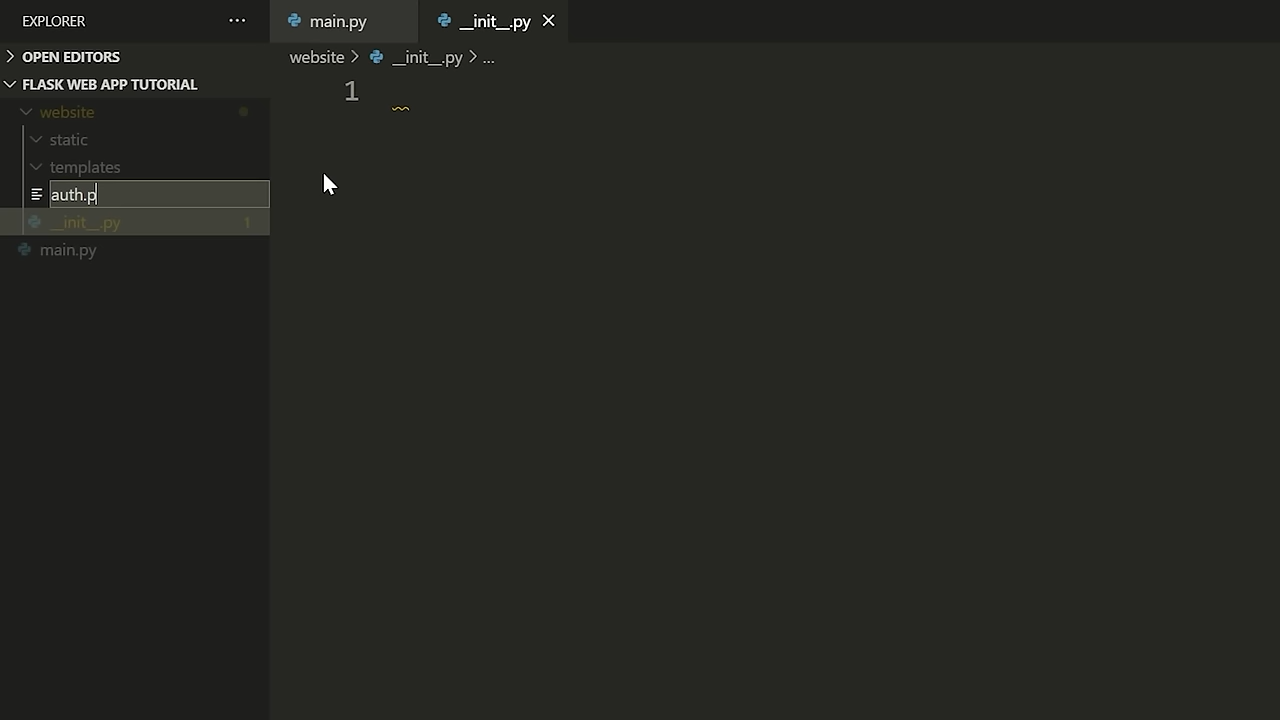 EXPLORER ...
main.py
__init__.py
OPEN EDITORS
website > __init__.py > ...
FLASK WEB APP TUTORIAL
1
website
static
templates
auth.p
__init__.py 1
main.py